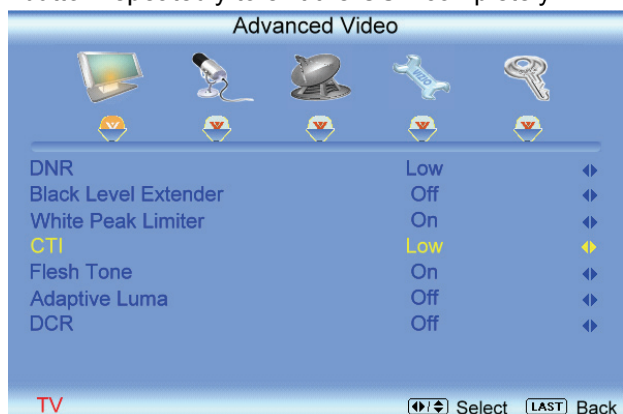 Advanced Video
DNR Low
Black Level Extender Off
White Peak Limiter On
CTI Low
Flesh Tone On
Adaptive Luma Off
DCR Off
TV Select LAST Back